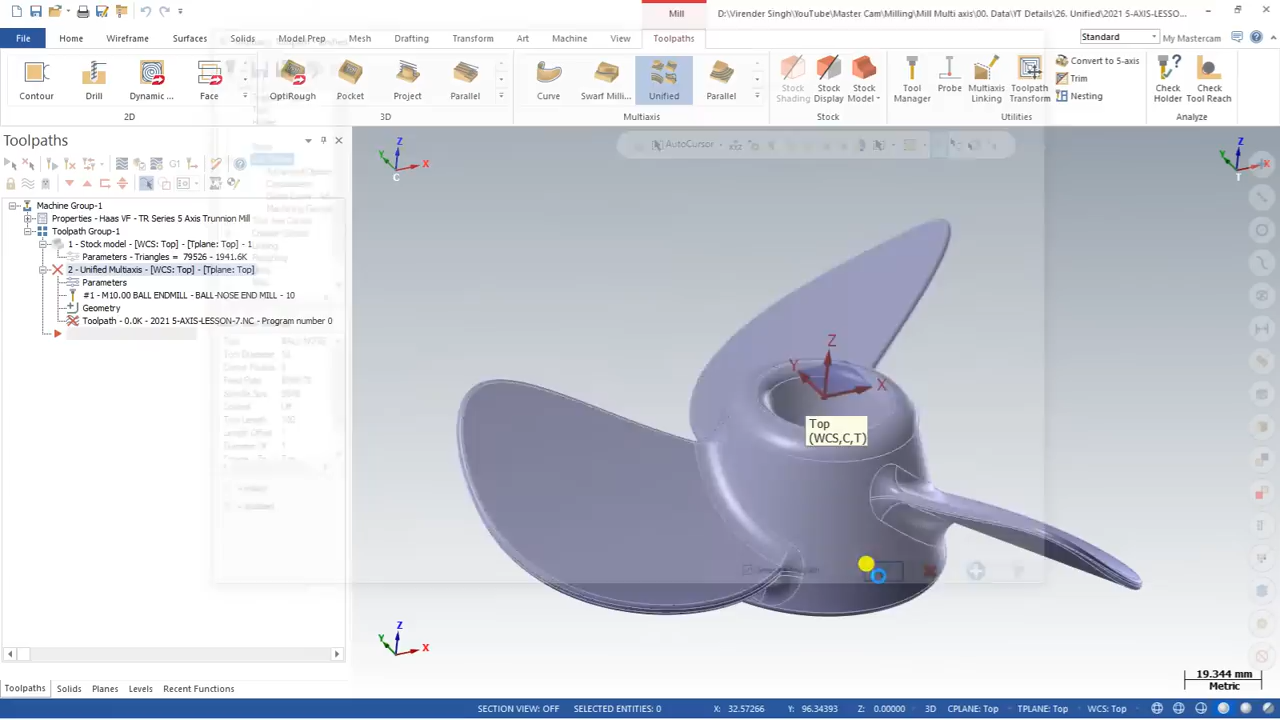 Mill
D:\Virender Singh\YouTube\Master Cam\Milling\Mill Multi axis\00. Data\YT Details\26. Unified\2021 5-AXIS-LESSO...
File Home Wireframe Surfaces Solids Model Prep Mesh Drafting Transform Art Machine View Toolpaths
Standard My Mastercam
Contour Drill Dynamic ... Face OptiRough Pocket Project Parallel Curve Swarf Milli... Unified Parallel Stock Shading Stock Display Stock Model Tool Manager Probe Multiaxis Linking Toolpath Transform Convert to 5-axis Trim Nesting Check Holder Check Tool Reach
2D 3D Multiaxis Stock Utilities Analyze
Toolpaths
AutoCursor
G1
Machine Group-1
Properties - Haas VF - TR Series 5 Axis Trunnion Mill
Toolpath Group-1
1 - Stock model - [WCS: Top] - [Tplane: Top] - 1
Parameters - Triangles = 79526 - 1941.6K
2 - Unified Multiaxis - [WCS: Top] - [Tplane: Top]
Parameters
#1 - M10.00 BALL ENDMILL - BALL-NOSE END MILL - 10
Geometry
Toolpath - 0.0K - 2021 5-AXIS-LESSON-7.NC - Program number 0
Z
Y
X
C
Z
Y
X
T
Z
Y
X
Top
(WCS,C,T)
Z
Y
X
19.344 mm
Metric
Toolpaths Solids Planes Levels Recent Functions
SECTION VIEW: OFF SELECTED ENTITIES: 0 X: 32.57266 Y: 96.34393 Z: 0.00000 3D CPLANE: Top TPLANE: Top WCS: Top